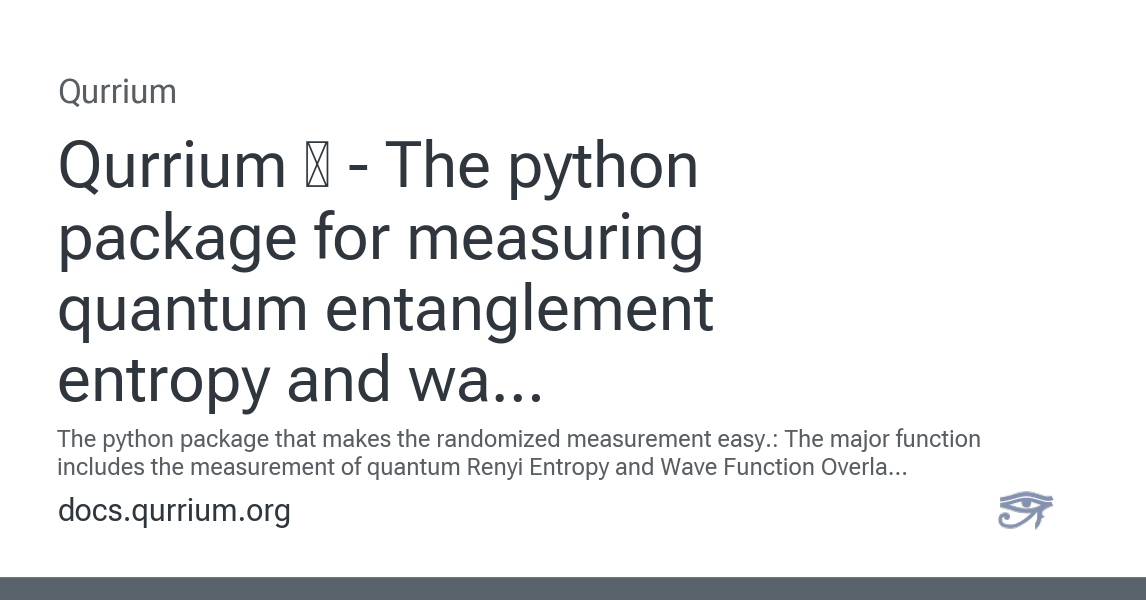 Qurrium
Qurrium - The python
package for measuring
quantum entanglement
entropy and wa...
The python package that makes the randomized measurement easy.: The major function
includes the measurement of quantum Renyi Entropy and Wave Function Overla...
docs.qurrium.org